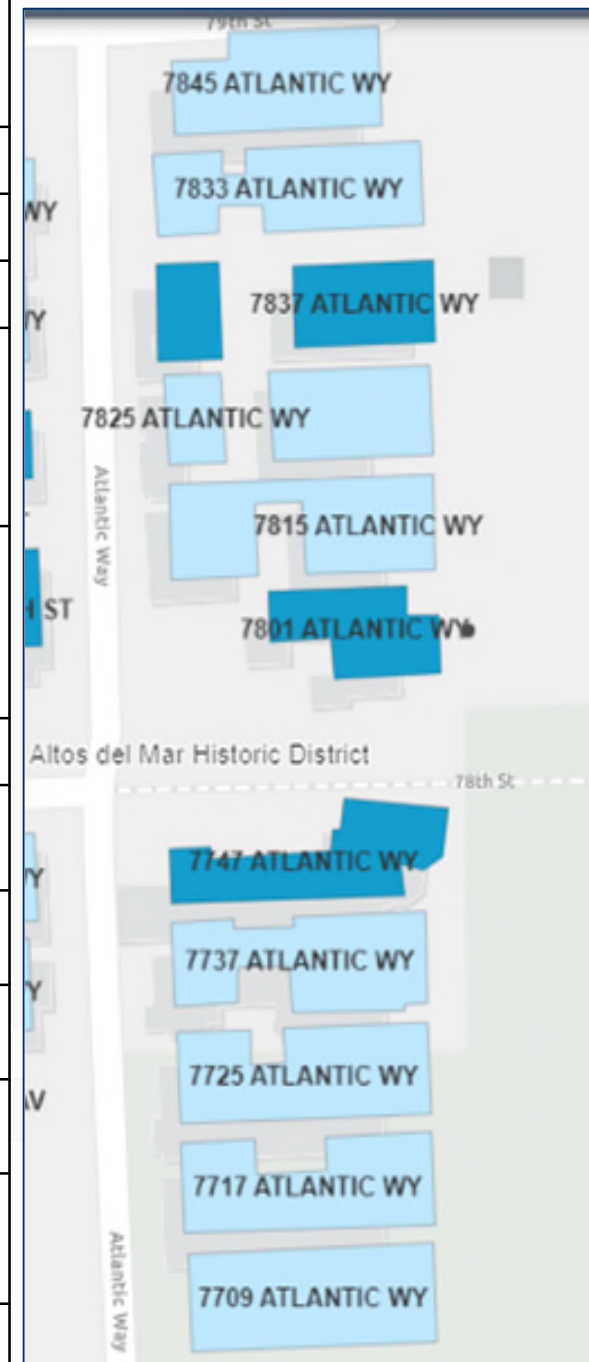 79th St
7845 ATLANTIC WY
7833 ATLANTIC WY
WY
7837 ATLANTIC WY
Y
7825 ATLANTIC WY
Atlantic Way
7815 ATLANTIC WY
H ST
7801 ATLANTIC WY
Altos del Mar Historic District
78th St
7747 ATLANTIC WY
Y
7737 ATLANTIC WY
Y
7725 ATLANTIC WY
AV
7717 ATLANTIC WY
Atlantic Way
7709 ATLANTIC WY